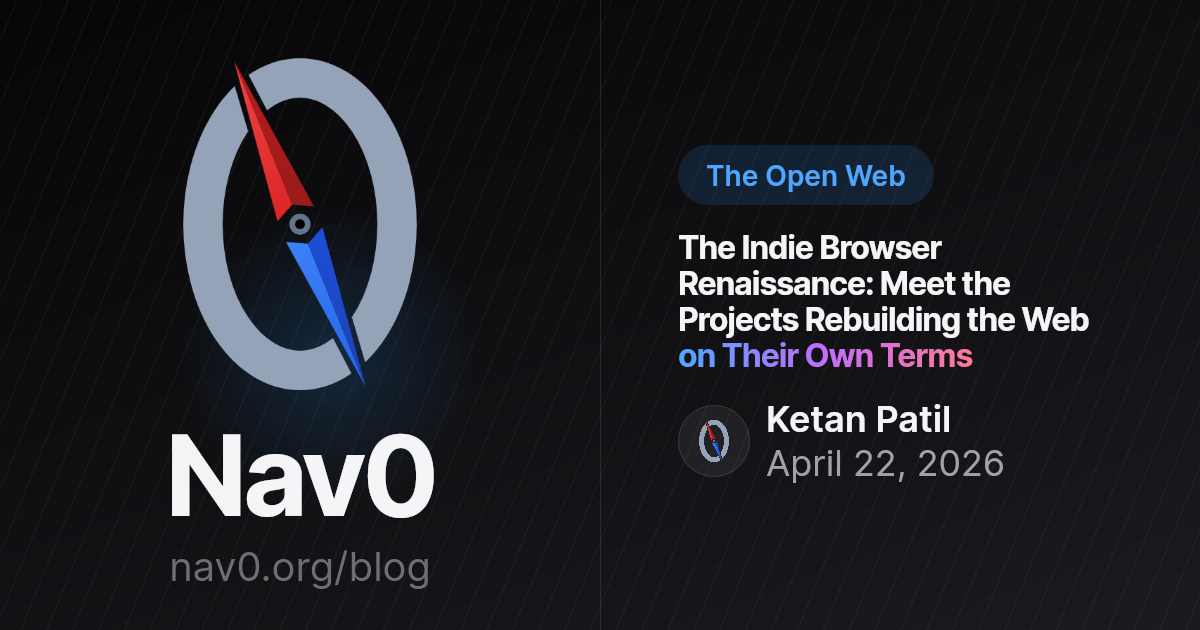 Nav0
nav0.org/blog
The Open Web
The Indie Browser
Renaissance: Meet the
Projects Rebuilding the Web
on Their Own Terms
Ketan Patil
April 22, 2026